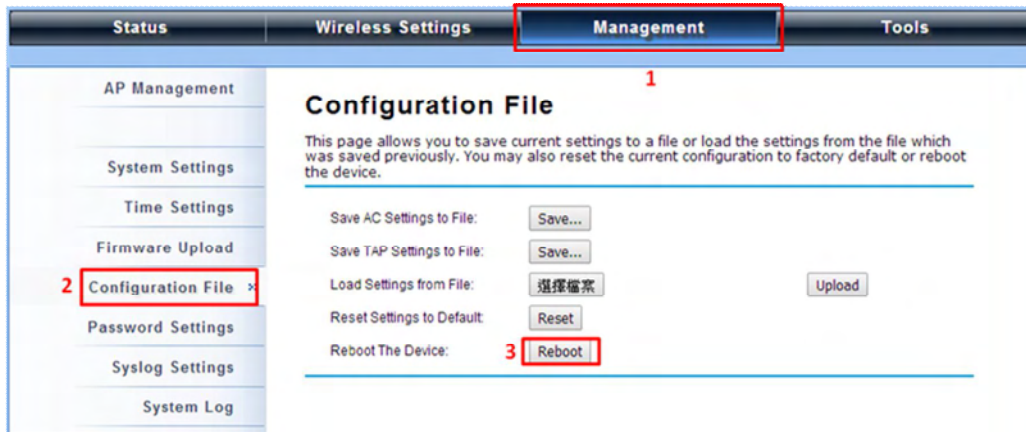 Status Wireless Settings Management Tools
1
AP Management
System Settings
Time Settings
Firmware Upload
2 Configuration File »
Password Settings
Syslog Settings
System Log
Configuration File
This page allows you to save current settings to a file or load the settings from the file which
was saved previously. You may also reset the current configuration to factory default or reboot
the device.
Save AC Settings to File: Save...
Save TAP Settings to File: Save...
Load Settings from File: 選擇檔案 Upload
Reset Settings to Default: Reset
Reboot The Device: 3 Reboot